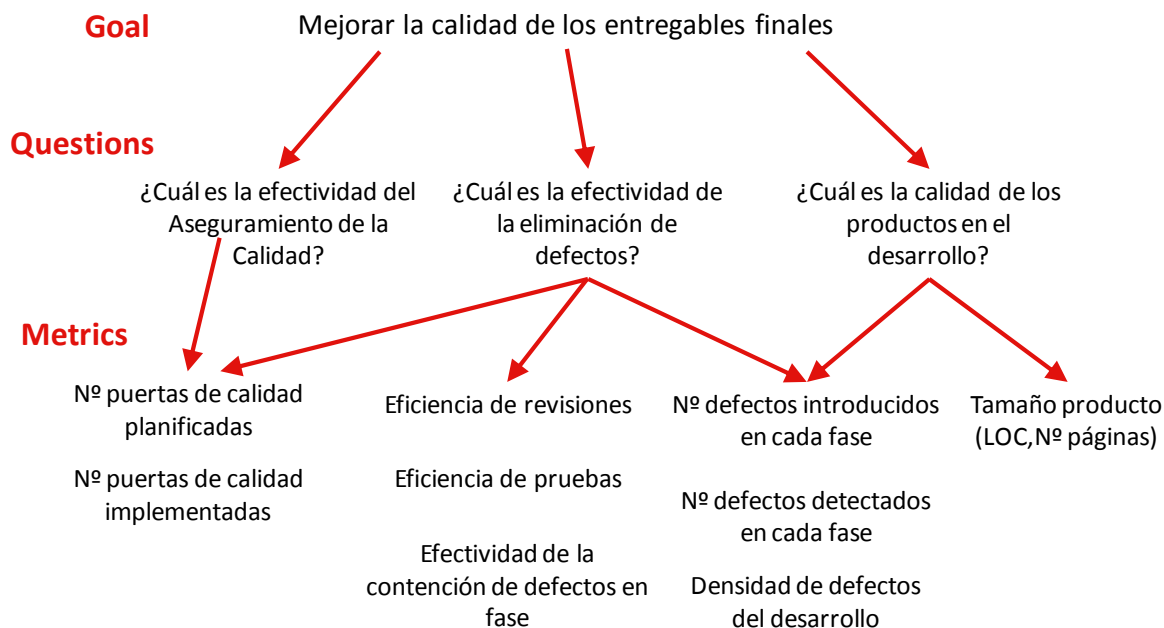 Goal
Mejorar la calidad de los entregables finales
Questions
¿Cuál es la efectividad del
Aseguramiento de la
Calidad?
¿Cuál es la efectividad de
la eliminación de
defectos?
¿Cuál es la calidad de los
productos en el
desarrollo?
Metrics
Nº puertas de calidad
planificadas
Nº puertas de calidad
implementadas
Eficiencia de revisiones
Eficiencia de pruebas
Efectividad de la
contención de defectos en
fase
Nº defectos introducidos
en cada fase
Nº defectos detectados
en cada fase
Densidad de defectos
del desarrollo
Tamaño producto
(LOC,Nº páginas)